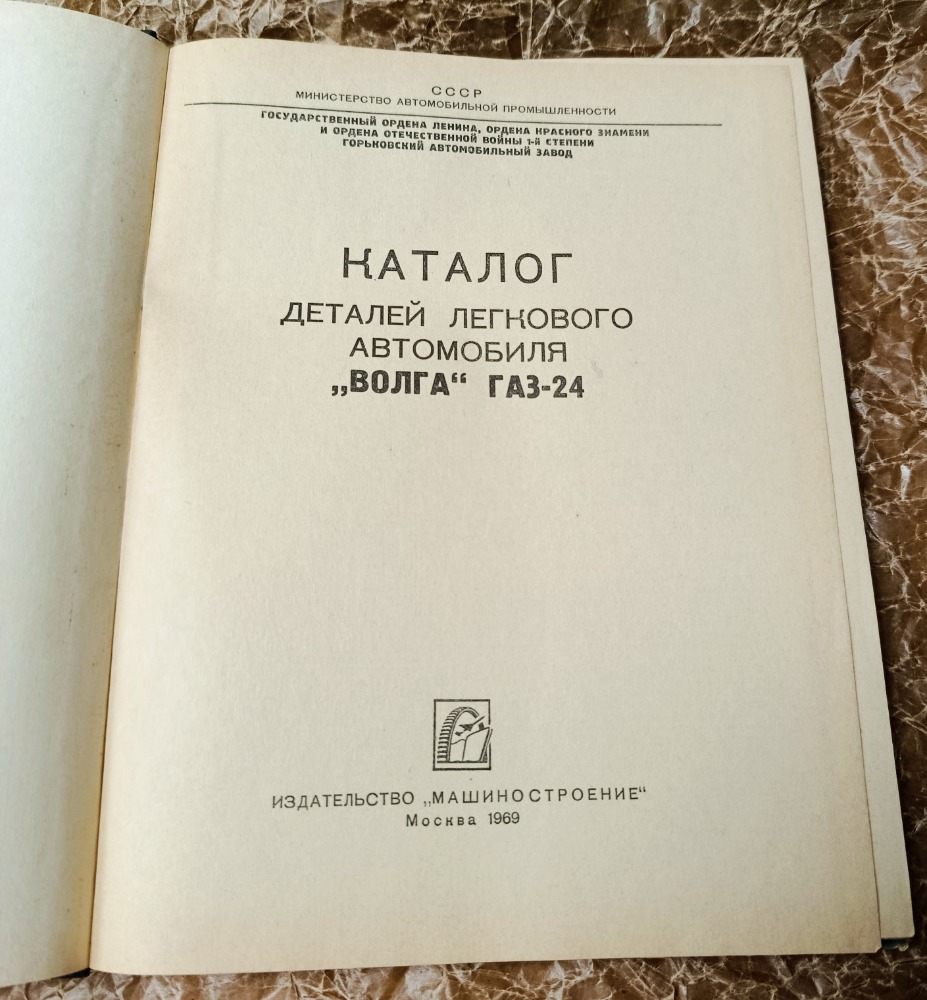 СССР
МИНИСТЕРСТВО АВТОМОБИЛЬНОЙ ПРОМЫШЛЕННОСТИ
ГОСУДАРСТВЕННЫЙ ОРДЕНА ЛЕНИНА, ОРДЕНА КРАСНОГО ЗНАМЕНИ
И ОРДЕНА ОТЕЧЕСТВЕННОЙ ВОЙНЫ 1-й СТЕПЕНИ
ГОРЬКОВСКИЙ АВТОМОБИЛЬНЫЙ ЗАВОД
КАТАЛОГ
ДЕТАЛЕЙ ЛЕГКОВОГО
АВТОМОБИЛЯ
„ВОЛГА“ ГАЗ-24
ИЗДАТЕЛЬСТВО „МАШИНОСТРОЕНИЕ“
Москва 1969